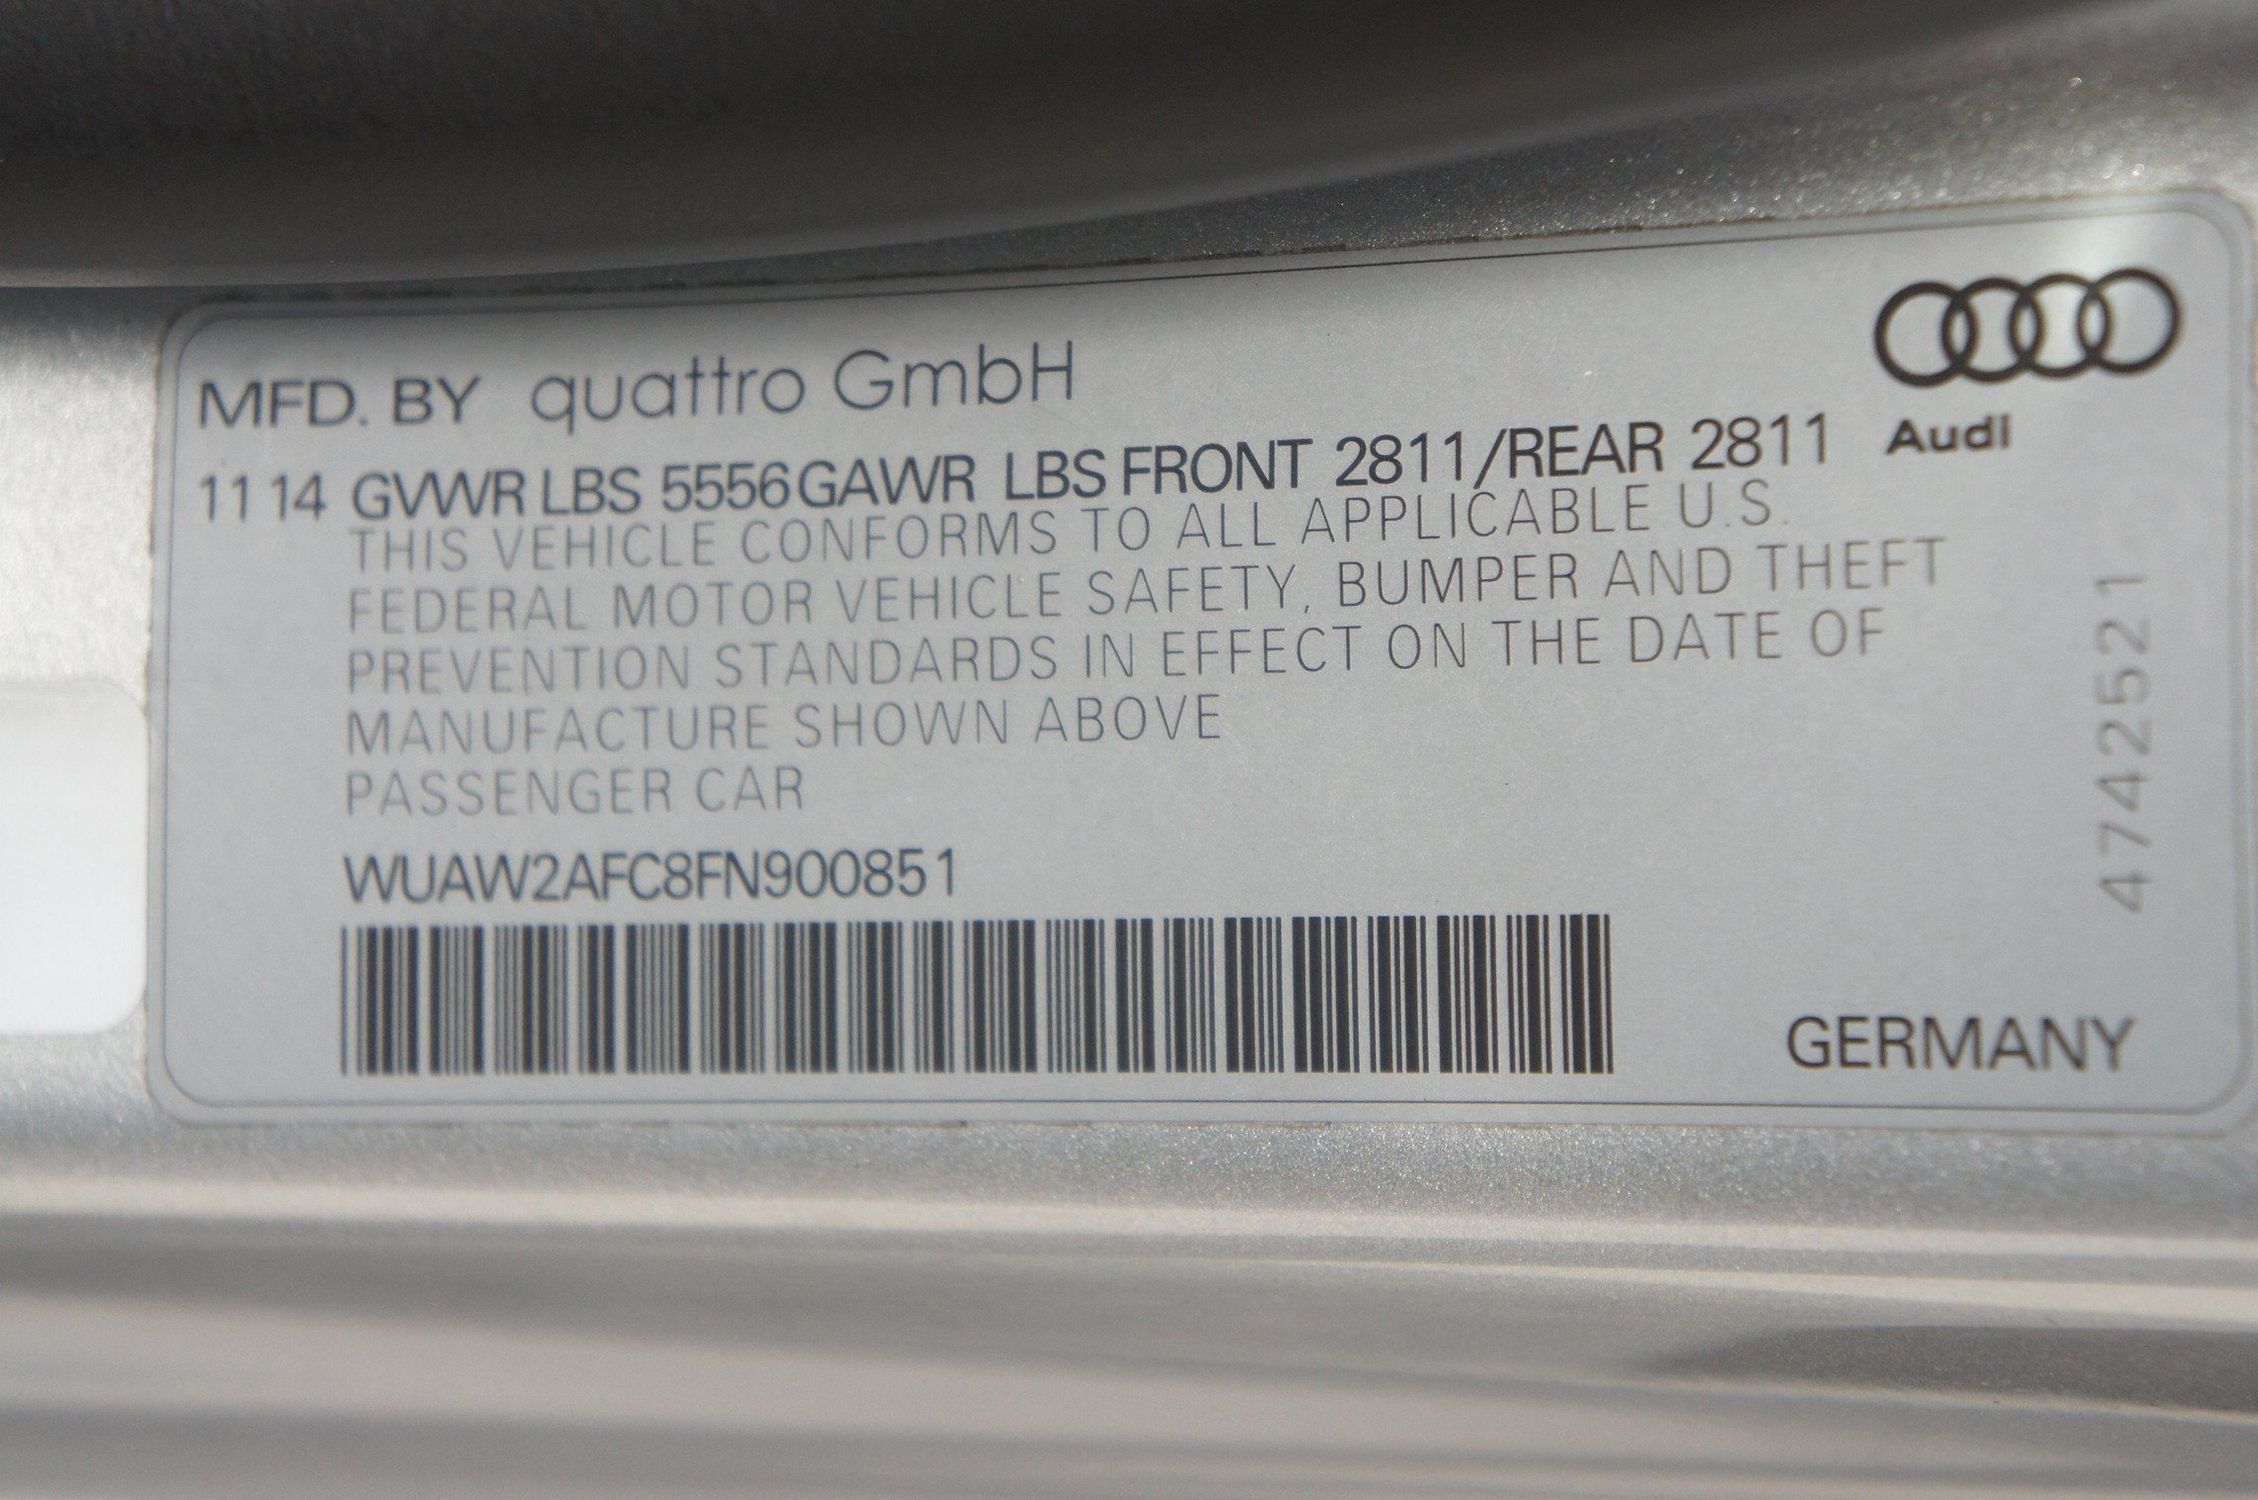 MFD. BY quattro GmbH
Audi
11 14 GVWR LBS 5556 GAWR LBS FRONT 2811/REAR 2811
THIS VEHICLE CONFORMS TO ALL APPLICABLE U.S.
FEDERAL MOTOR VEHICLE SAFETY, BUMPER AND THEFT
PREVENTION STANDARDS IN EFFECT ON THE DATE OF
MANUFACTURE SHOWN ABOVE
PASSENGER CAR
WUAW2AFC8FN900851
GERMANY
4742521